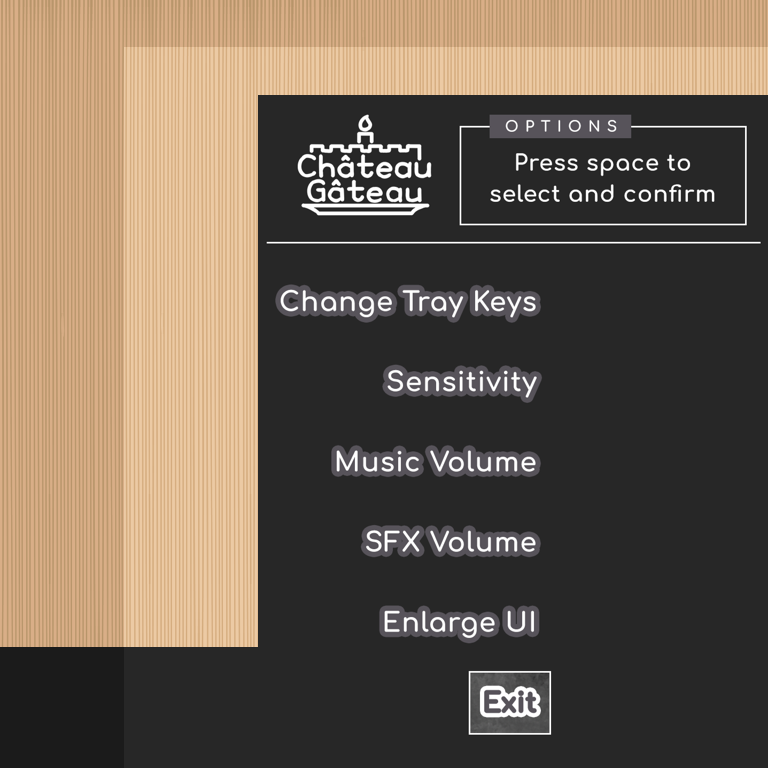 Château
Gâteau
OPTIONS
Press space to
select and confirm
Change Tray Keys
Sensitivity
Music Volume
SFX Volume
Enlarge UI
Exit